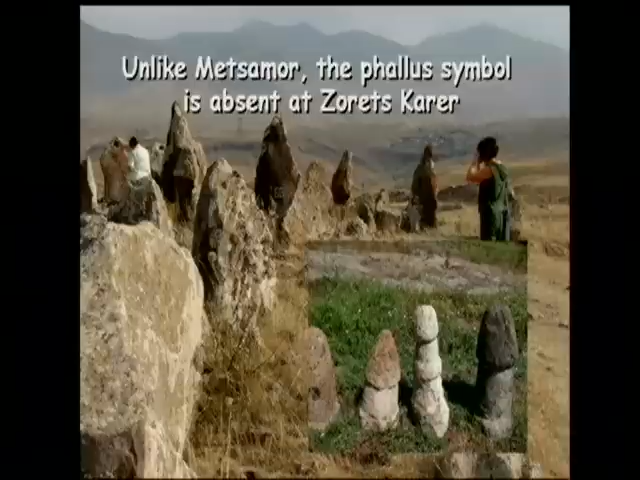 Unlike Metsamor, the phallus symbol
is absent at Zorets Karer